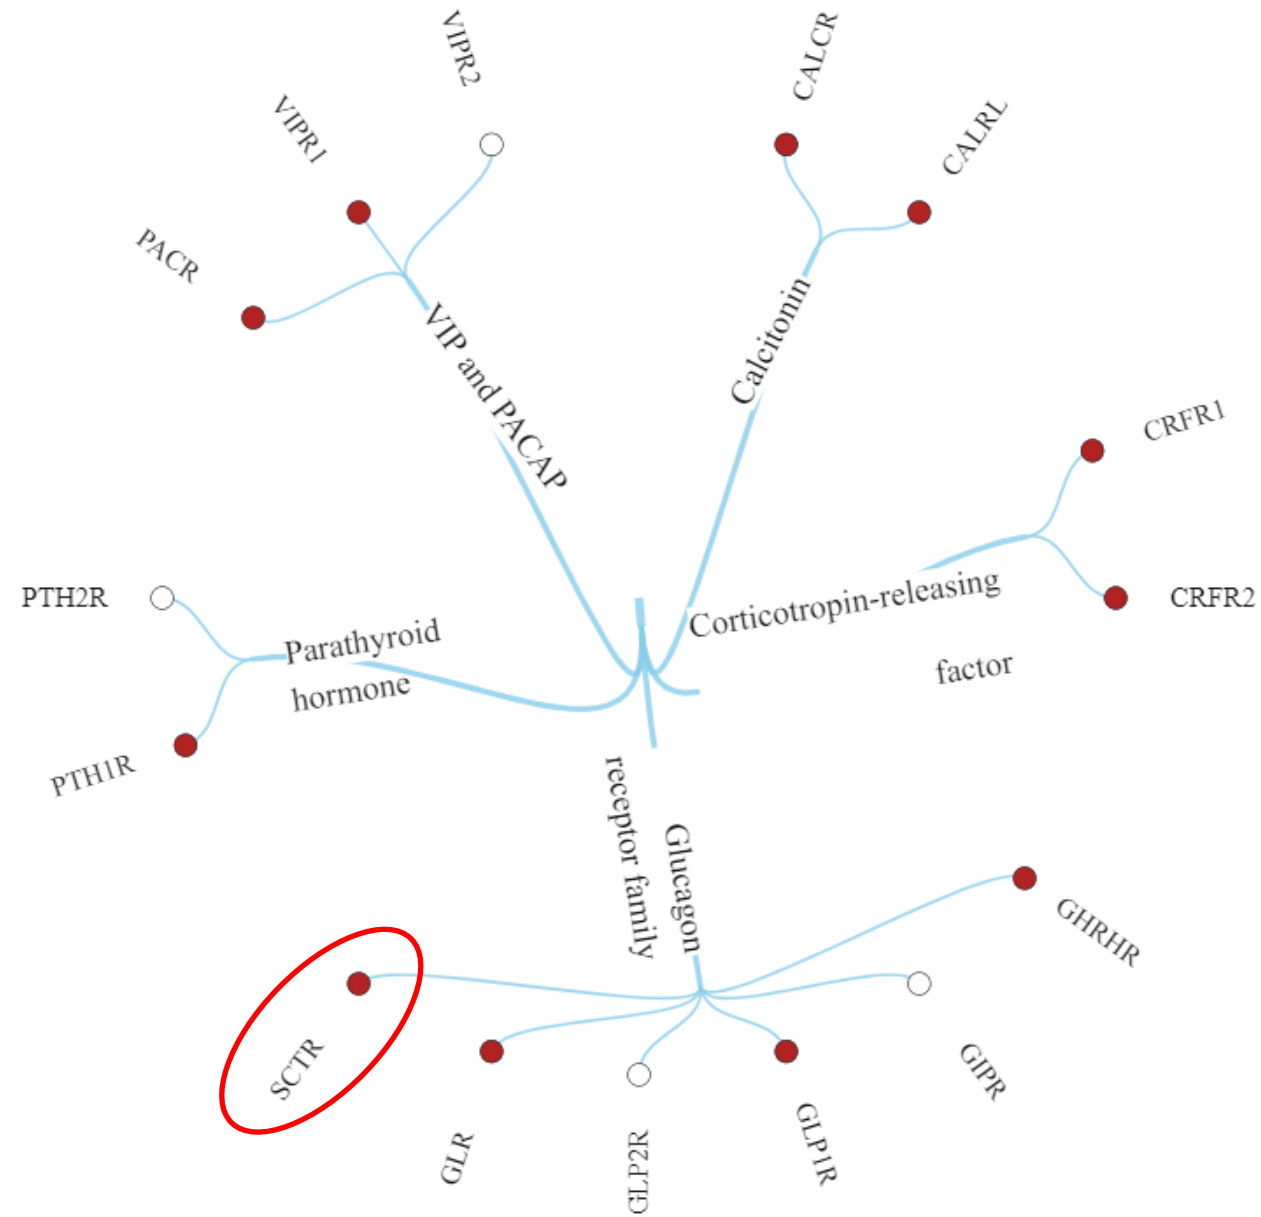 VIPR2
CALCR
VIPR1
CALRL
PACR
VIP and PACAP
Calcitonin
CRFR1
PTH2R
CRFR2
Corticotropin-releasing
factor
Parathyroid
hormone
PTH1R
Glucagon
receptor family
GHRHR
SCTR
GIPR
GLR
GLP2R
GLP1R